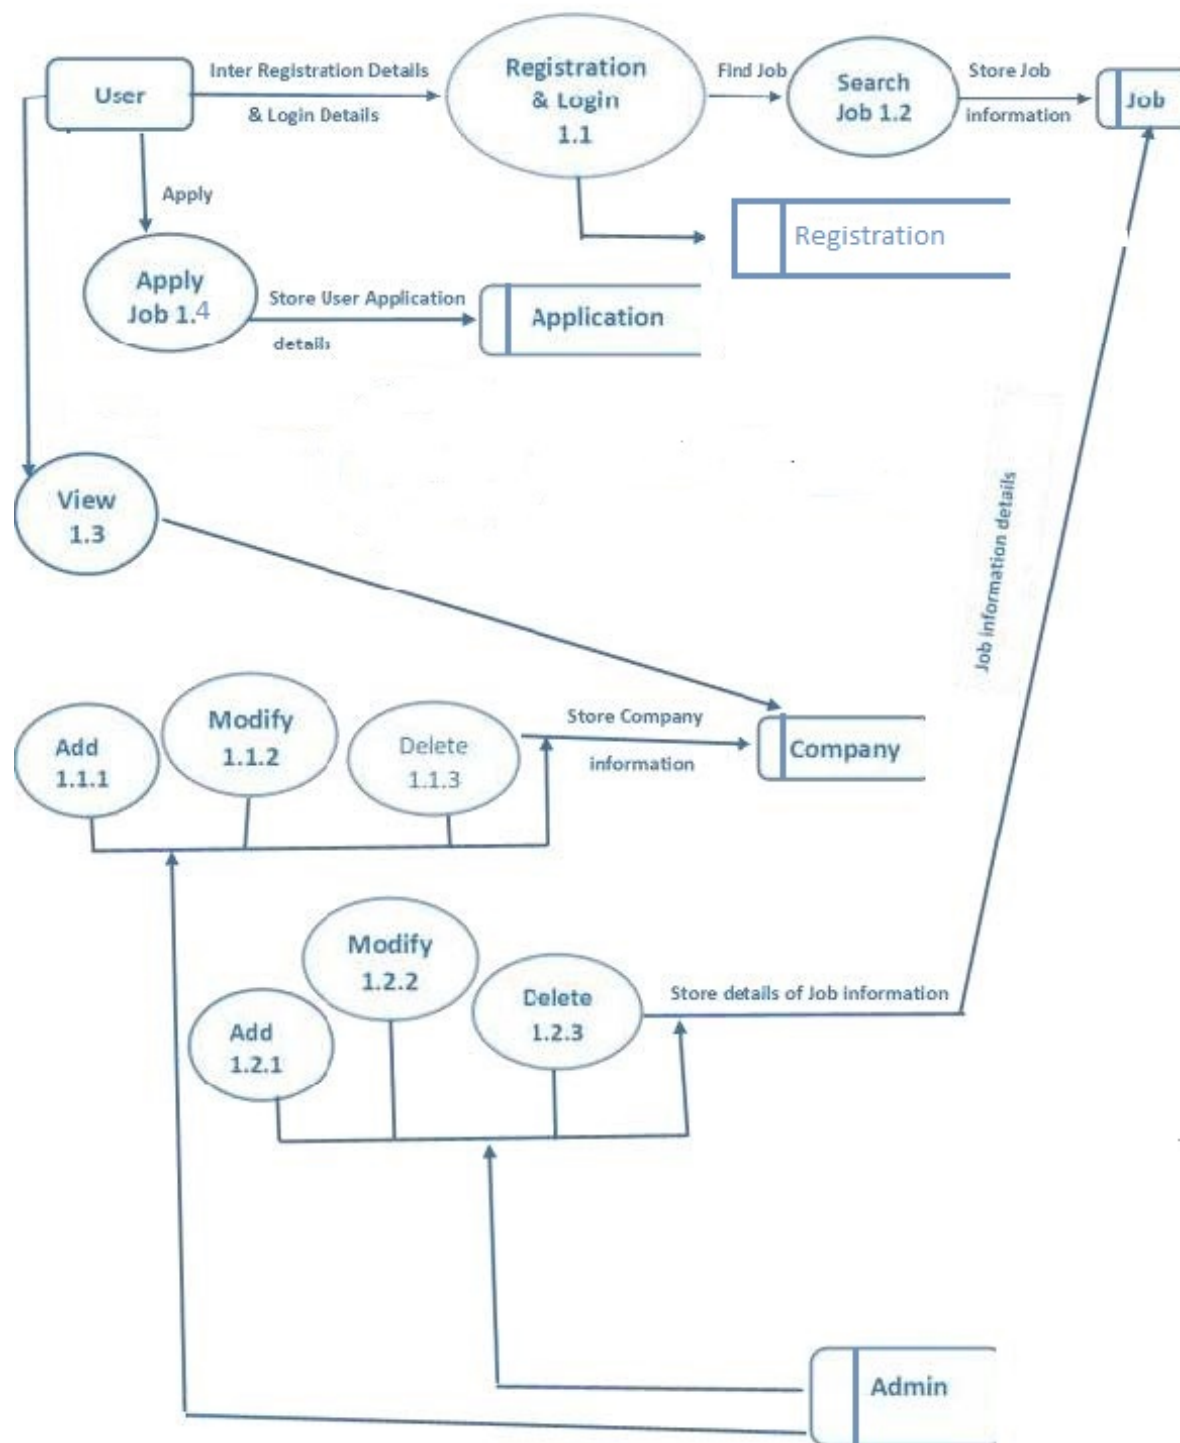 User
Inter Registration Details
& Login Details
Registration
& Login
1.1
Find Job
Search
Job 1.2
Store Job
information
Job
Apply
Registration
Apply
Job 1.4
Store User Application
details
Application
View
1.3
Job information details
Add
1.1.1
Modify
1.1.2
Delete
1.1.3
Store Company
information
Company
Modify
1.2.2
Add
1.2.1
Delete
1.2.3
Store details of Job information
Admin